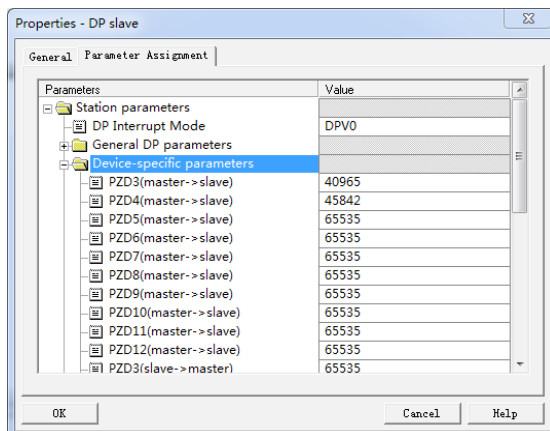 Properties - DP slave
General Parameter Assignment
Parameters Value
Station parameters
DP Interrupt Mode DPV0
General DP parameters
Device-specific parameters
PZD3(master->slave) 40965
PZD4(master->slave) 45842
PZD5(master->slave) 65535
PZD6(master->slave) 65535
PZD7(master->slave) 65535
PZD8(master->slave) 65535
PZD9(master->slave) 65535
PZD10(master->slave) 65535
PZD11(master->slave) 65535
PZD12(master->slave) 65535
PZD3(slave->master) 65535
OK Cancel Help